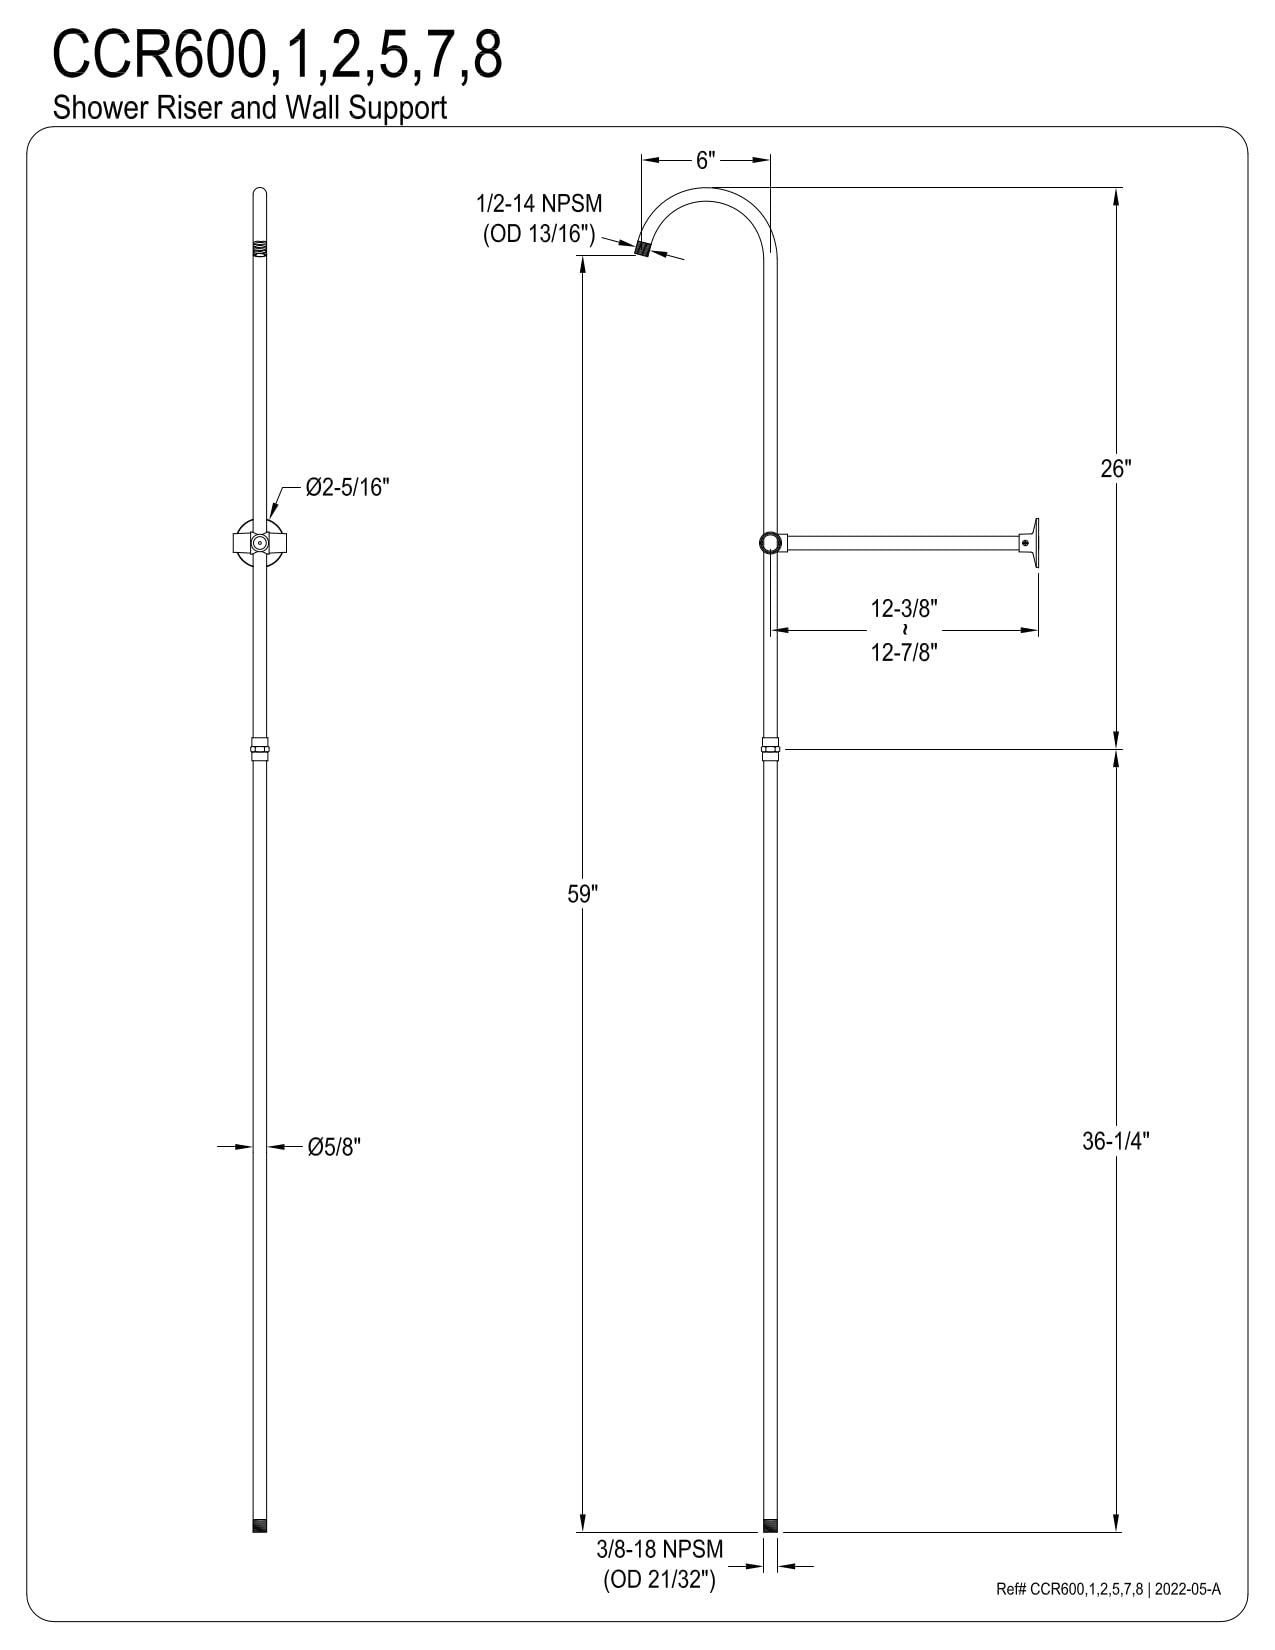 CCR600,1,2,5,7,8
Shower Riser and Wall Support
6"
1/2-14 NPSM
(OD 13/16")
26"
Ø2-5/16"
12-3/8"
~
12-7/8"
59"
36-1/4"
Ø5/8"
3/8-18 NPSM
(OD 21/32")
Ref# CCR600,1,2,5,7,8 | 2022-05-A